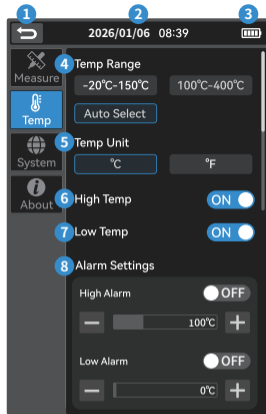 1 2 3
2026/01/06 08:39
Measure
Temp
System
About
4 Temp Range
-20℃-150℃ 100℃-400℃
Auto Select
5 Temp Unit
℃ ℉
6 High Temp ON
7 Low Temp ON
8 Alarm Settings
High Alarm OFF
− 100℃ +
Low Alarm OFF
− 0℃ +